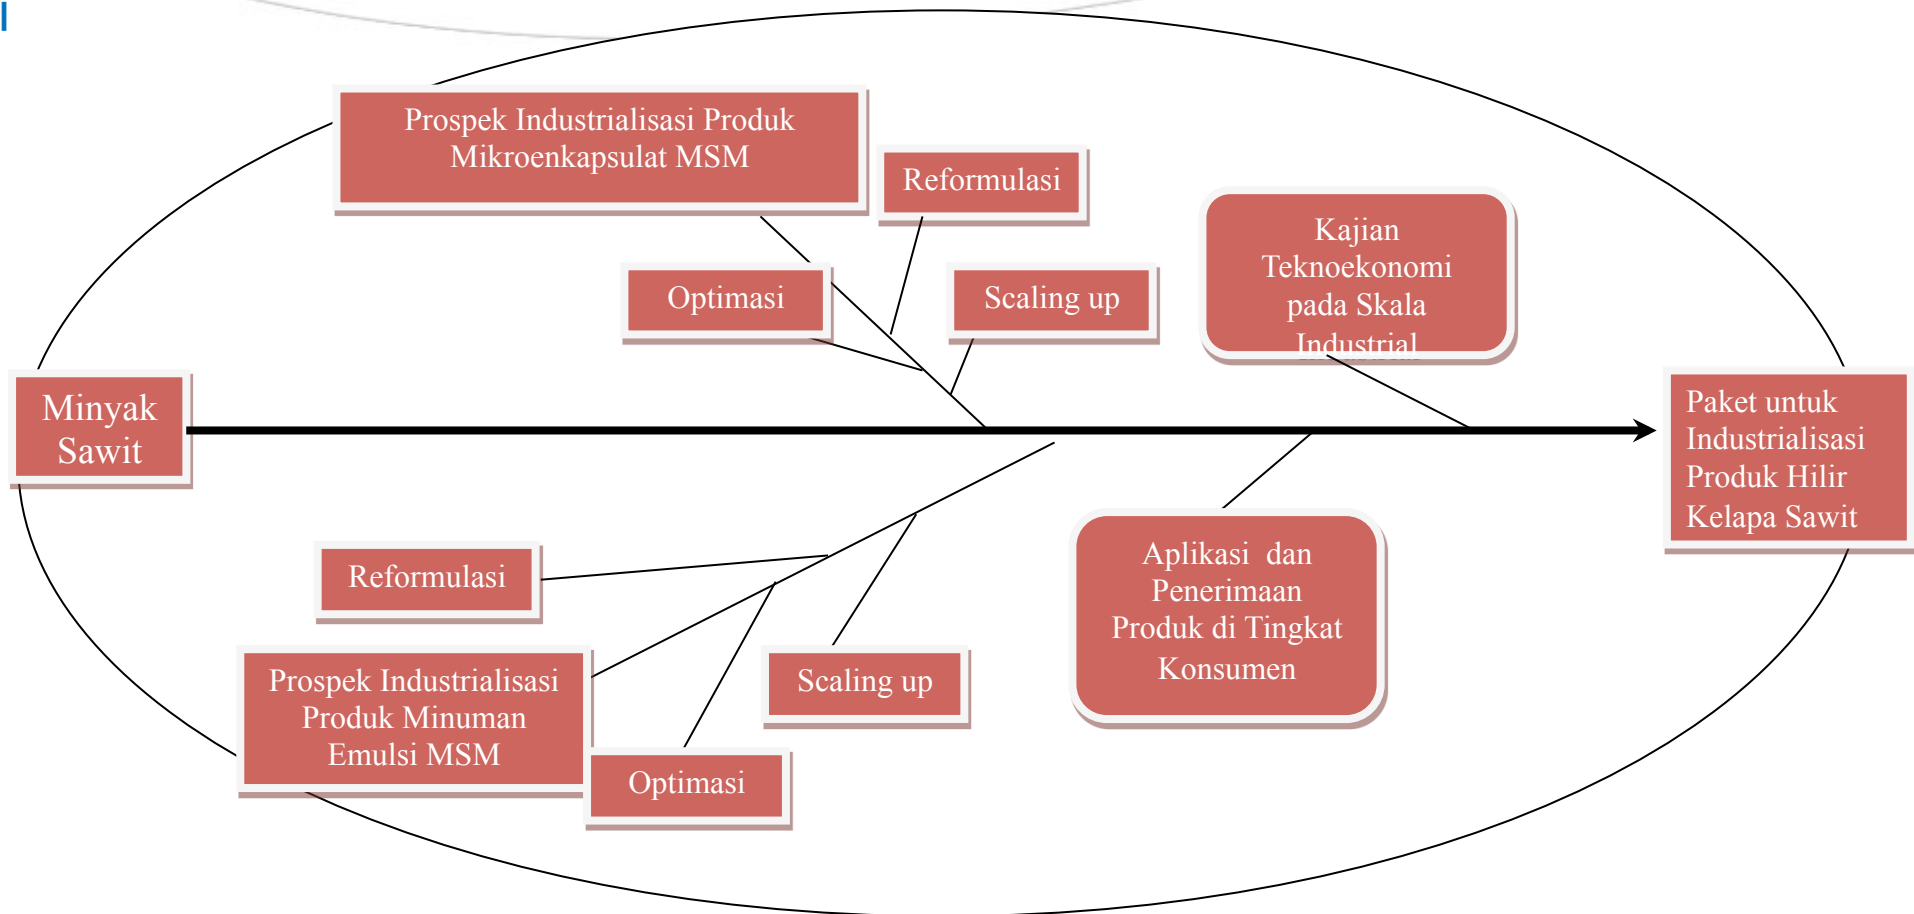 Prospek Industrialisasi Produk
Mikroenkapsulat MSM
Reformulasi
Optimasi
Scaling up
Kajian
Teknoekonomi
pada Skala
Industrial
Minyak
Sawit
Paket untuk
Industrialisasi
Produk Hilir
Kelapa Sawit
Reformulasi
Prospek Industrialisasi
Produk Minuman
Emulsi MSM
Optimasi
Scaling up
Aplikasi  dan
Penerimaan
Produk di Tingkat
Konsumen